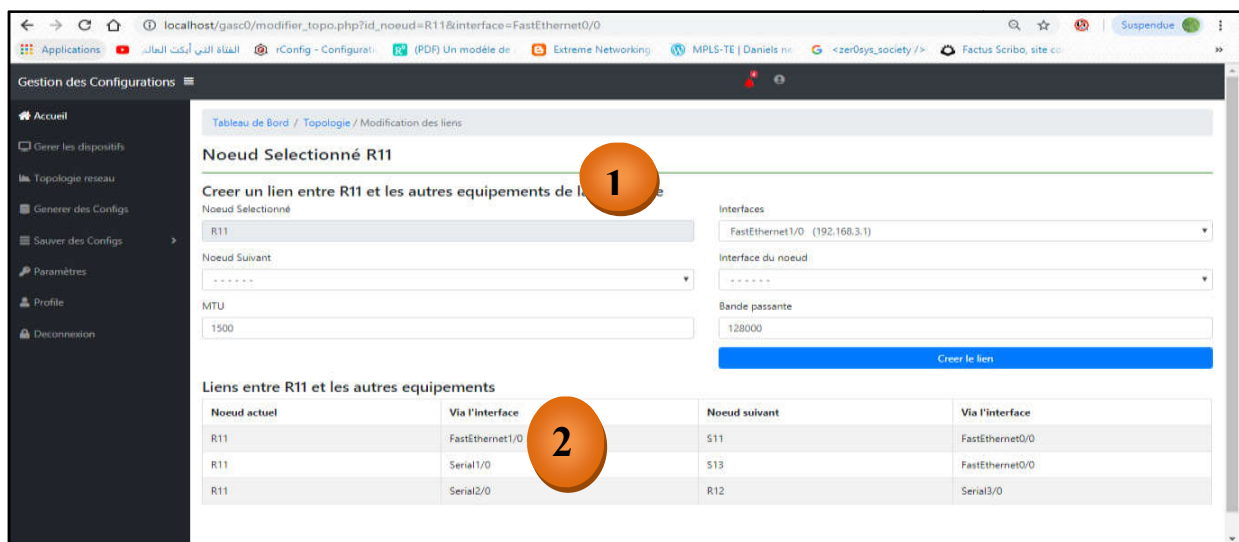 localhost/gasc0/modifier_topo.php?id_noeud=R11&interface=FastEthernet0/0
Suspendue
Applications
الفتاة التي أبكت العالـ
rConfig - Configurati
(PDF) Un modèle de
Extreme Networking
MPLS-TE | Daniels ne
<zer0sys_society />
Factus Scribo, site co
»
Gestion des Configurations
Accueil
Gerer les dispositifs
Topologie reseau
Generer des Configs
Sauver des Configs
Paramètres
Profile
Deconnexion
Tableau de Bord / Topologie / Modification des liens
Noeud Selectionné R11
1
Creer un lien entre R11 et les autres equipements de l
e
Noeud Selectionné
Interfaces
R11
FastEthernet1/0 (192.168.3.1)
Noeud Suivant
Interface du noeud
- - - - - -
- - - - - -
MTU
Bande passante
1500
128000
Creer le lien
Liens entre R11 et les autres equipements
Noeud actuel Via l'interface Noeud suivant Via l'interface
R11 FastEthernet1/0 S11 FastEthernet0/0
R11 Serial1/0 S13 FastEthernet0/0
R11 Serial2/0 R12 Serial3/0
2